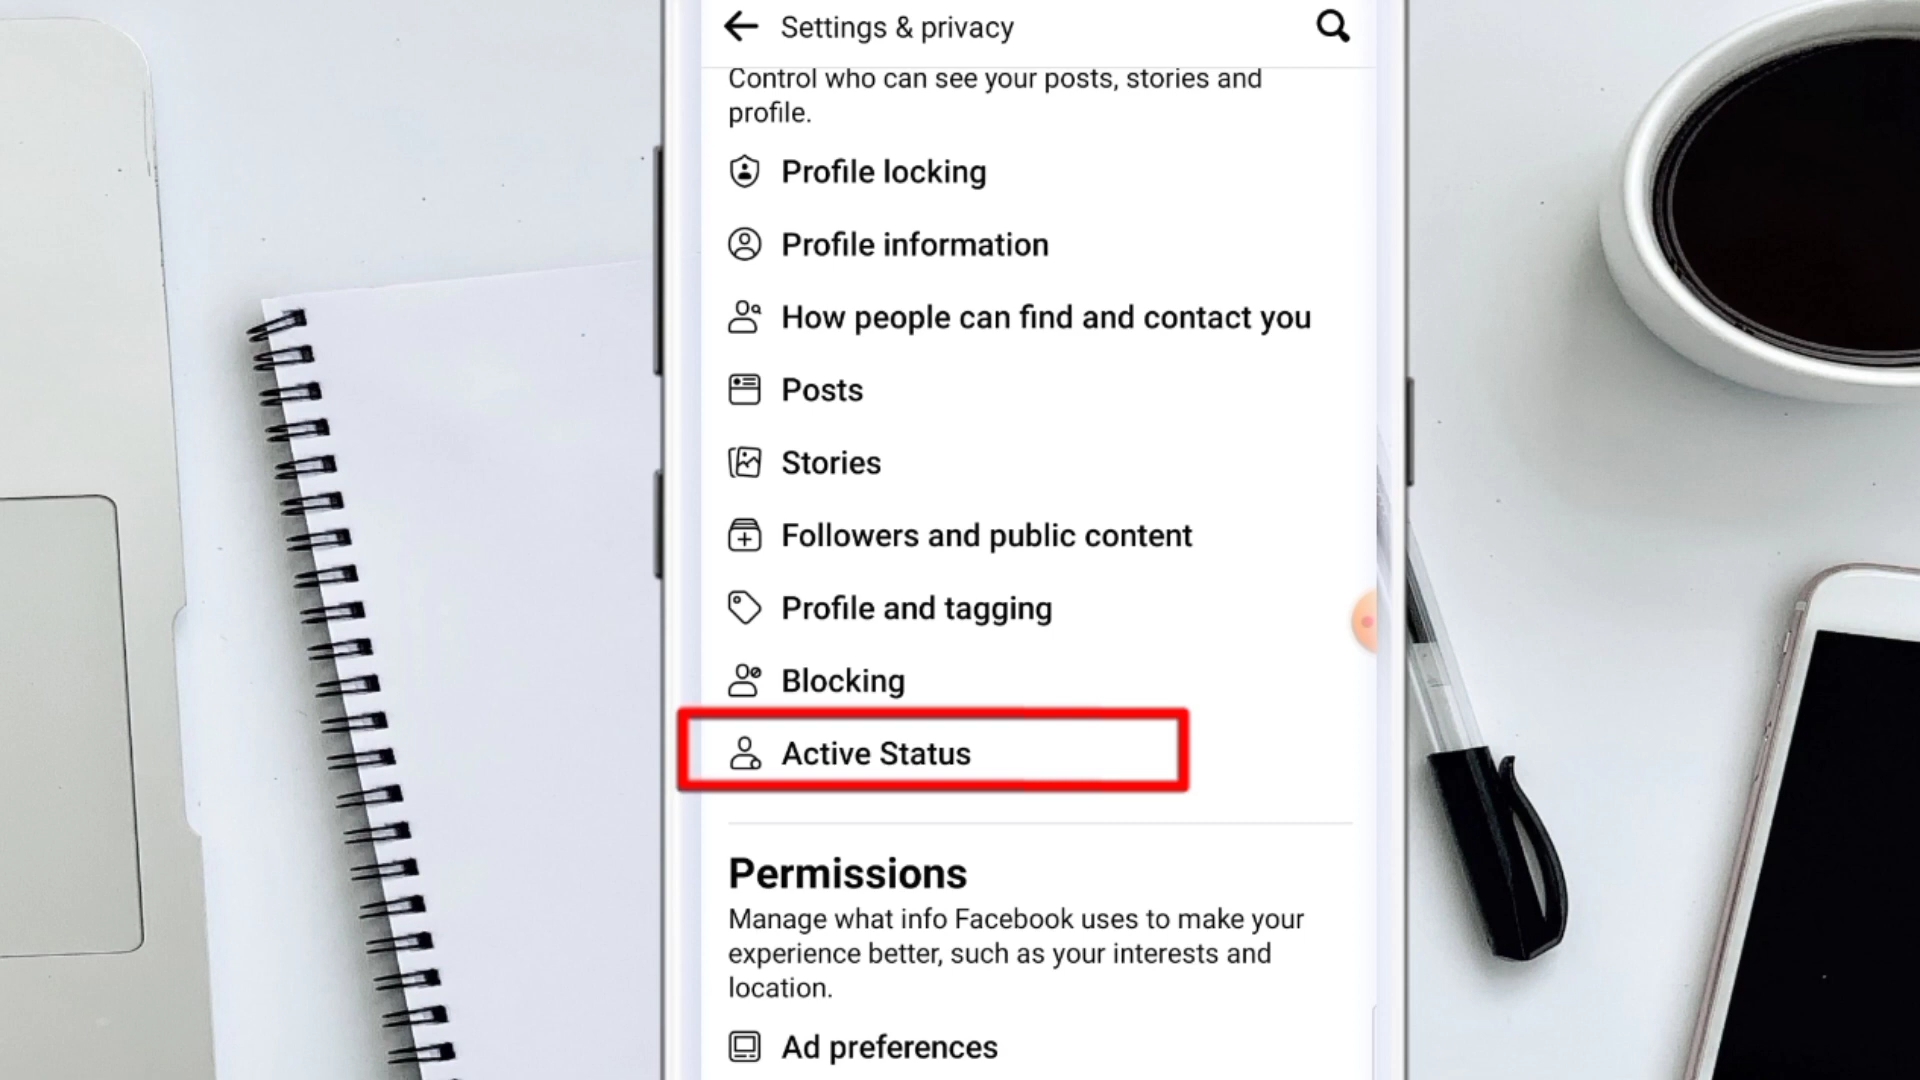 Settings & privacy
Control who can see your posts, stories and
profile.
Profile locking
Profile information
How people can find and contact you
Posts
Stories
Followers and public content
Profile and tagging
Blocking
Active Status
Permissions
Manage what info Facebook uses to make your
experience better, such as your interests and
location.
Ad preferences